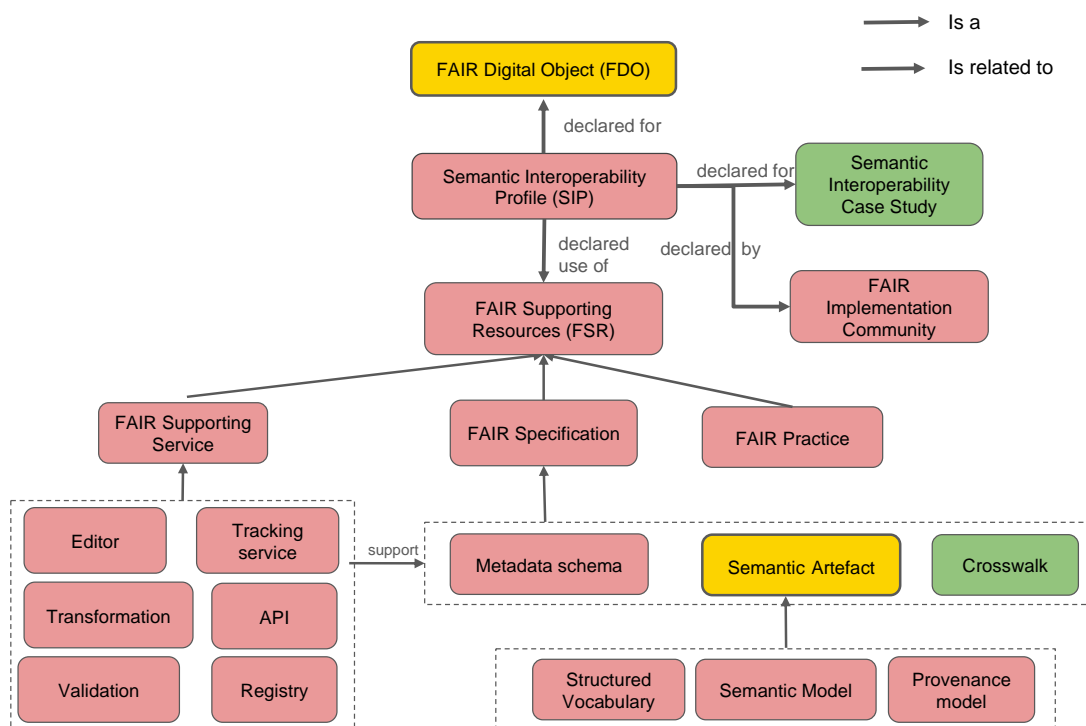 Is a
FAIR Digital Object (FDO)
Is related to
declared for
Semantic Interoperability
Profile (SIP)
declared for
Semantic
Interoperability
Case Study
declared
use of
declared by
FAIR Supporting
Resources (FSR)
FAIR
Implementation
Community
FAIR Supporting
Service
FAIR Specification
FAIR Practice
Editor
Tracking
service
support
Metadata schema
Semantic Artefact
Crosswalk
Transformation
API
Validation
Registry
Structured
Vocabulary
Semantic Model
Provenance
model